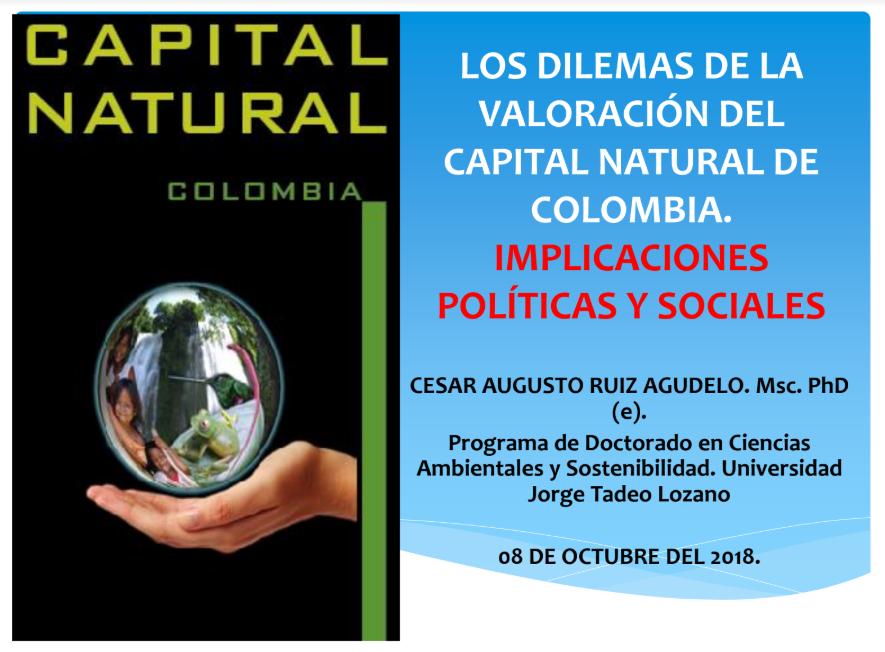 CAPITAL
NATURAL
COLOMBIA
LOS DILEMAS DE LA
VALORACIÓN DEL
CAPITAL NATURAL DE
COLOMBIA.
IMPLICACIONES
POLÍTICAS Y SOCIALES
CESAR AUGUSTO RUIZ AGUDELO. Msc. PhD
(e).
Programa de Doctorado en Ciencias
Ambientales y Sostenibilidad. Universidad
Jorge Tadeo Lozano
08 DE OCTUBRE DEL 2018.